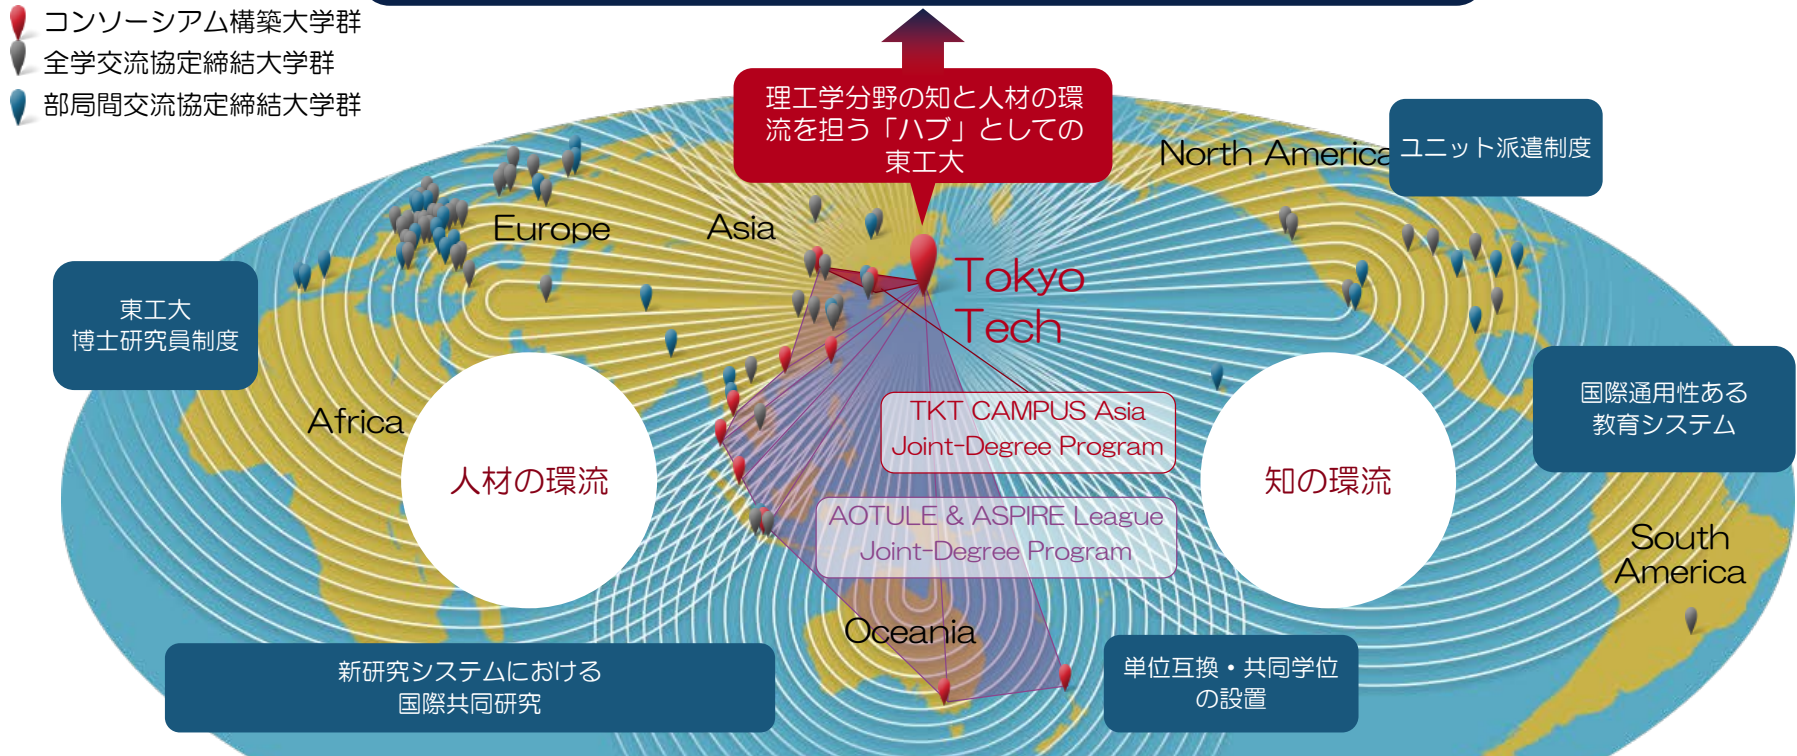 コンソーシアム構築大学群
全学交流協定締結大学群
部局間交流協定締結大学群
理工学分野の知と人材の環
流を担う「ハブ」としての
東工大
North America
ユニット派遣制度
Europe
Asia
Tokyo
Tech
東工大
博士研究員制度
Africa
人材の環流
TKT CAMPUS Asia
Joint-Degree Program
知の環流
国際通用性ある
教育システム
AOTULE & ASPIRE League
Joint-Degree Program
South
America
Oceania
新研究システムにおける
国際共同研究
単位互換・共同学位
の設置